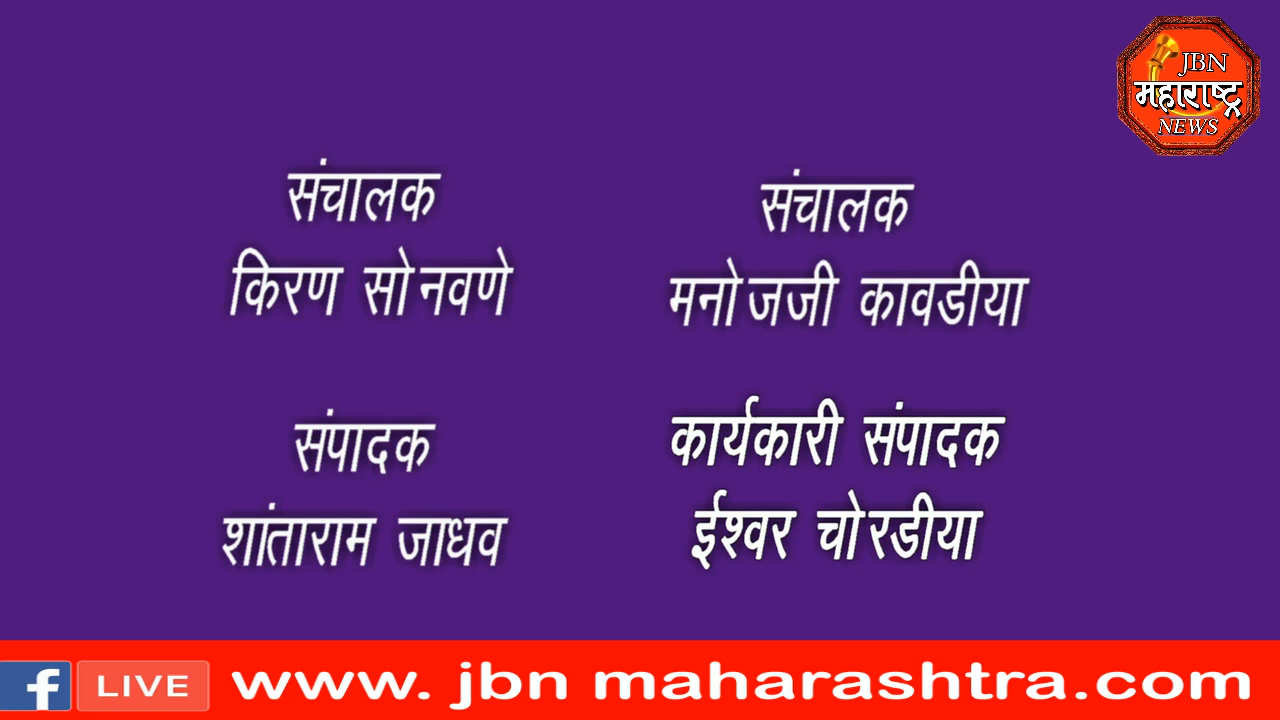 JBN
महाराष्ट्र
NEWS
संचालक
किरण सोनवणे
संचालक
मनोजजी कावडीया
संपादक
शांताराम जाधव
कार्यकारी संपादक
ईश्वर चोरडीया
f LIVE www. jbn maharashtra.com